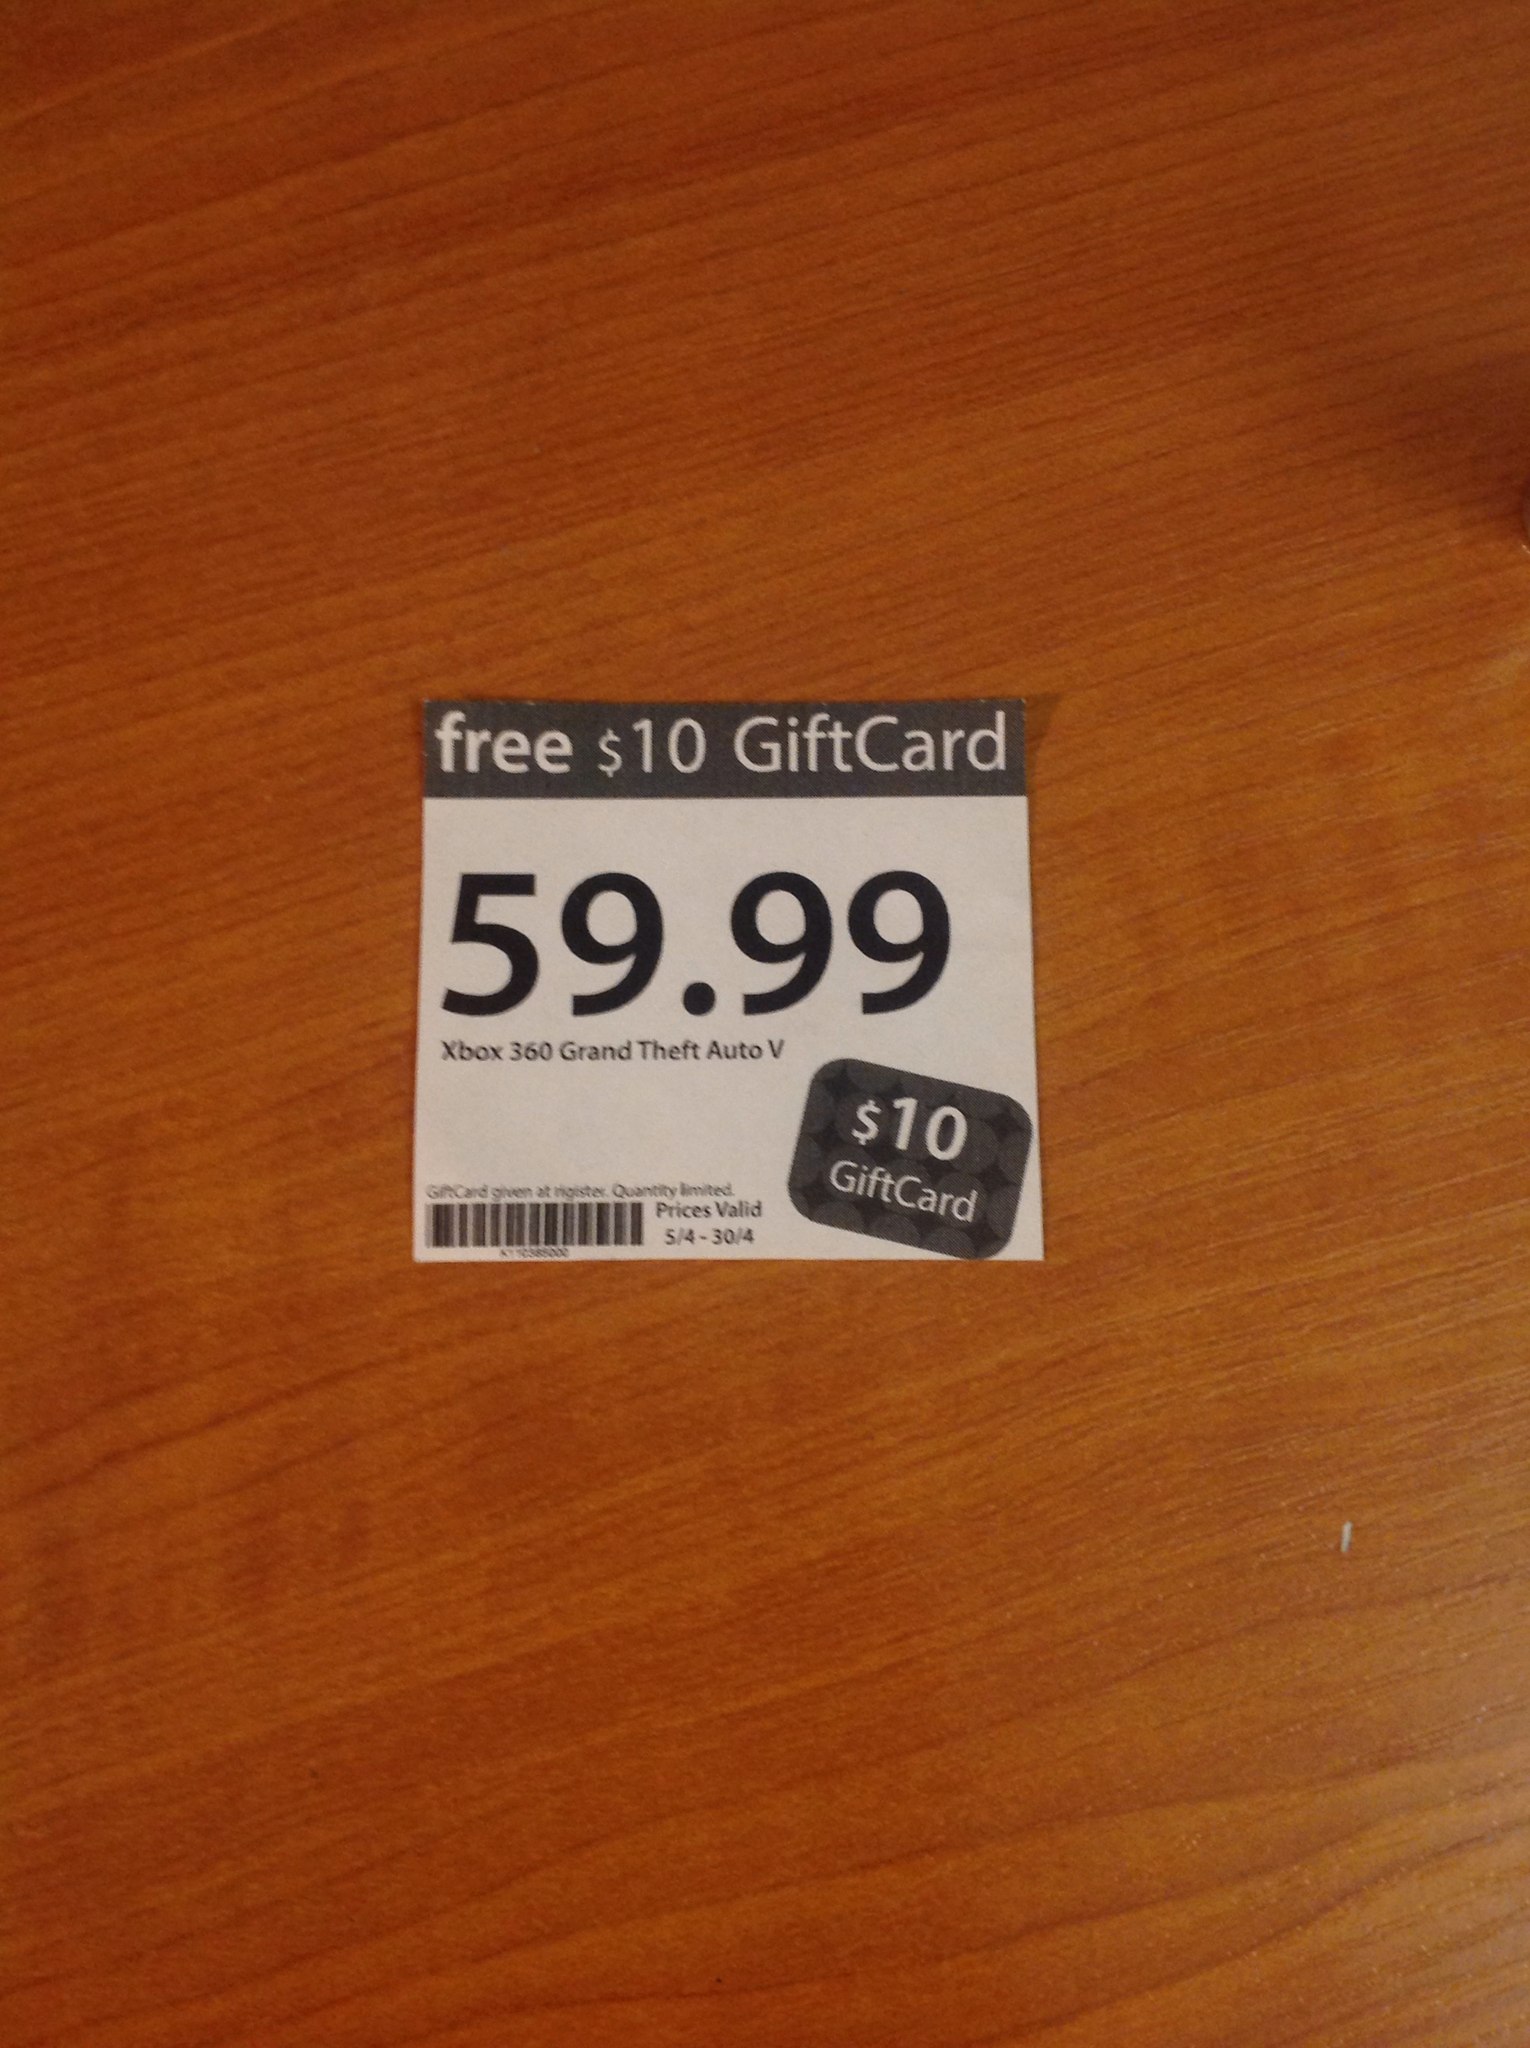 free $10 GiftCard
59.99
Xbox 360 Grand Theft Auto V
$10
GiftCard
GiftCard given at rigister. Quantity limited.
Prices Valid
5/4 - 30/4